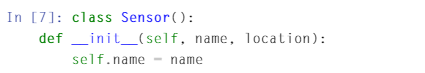 In [7]: class Sensor():
def __init__(self, name, location):
self.name = name